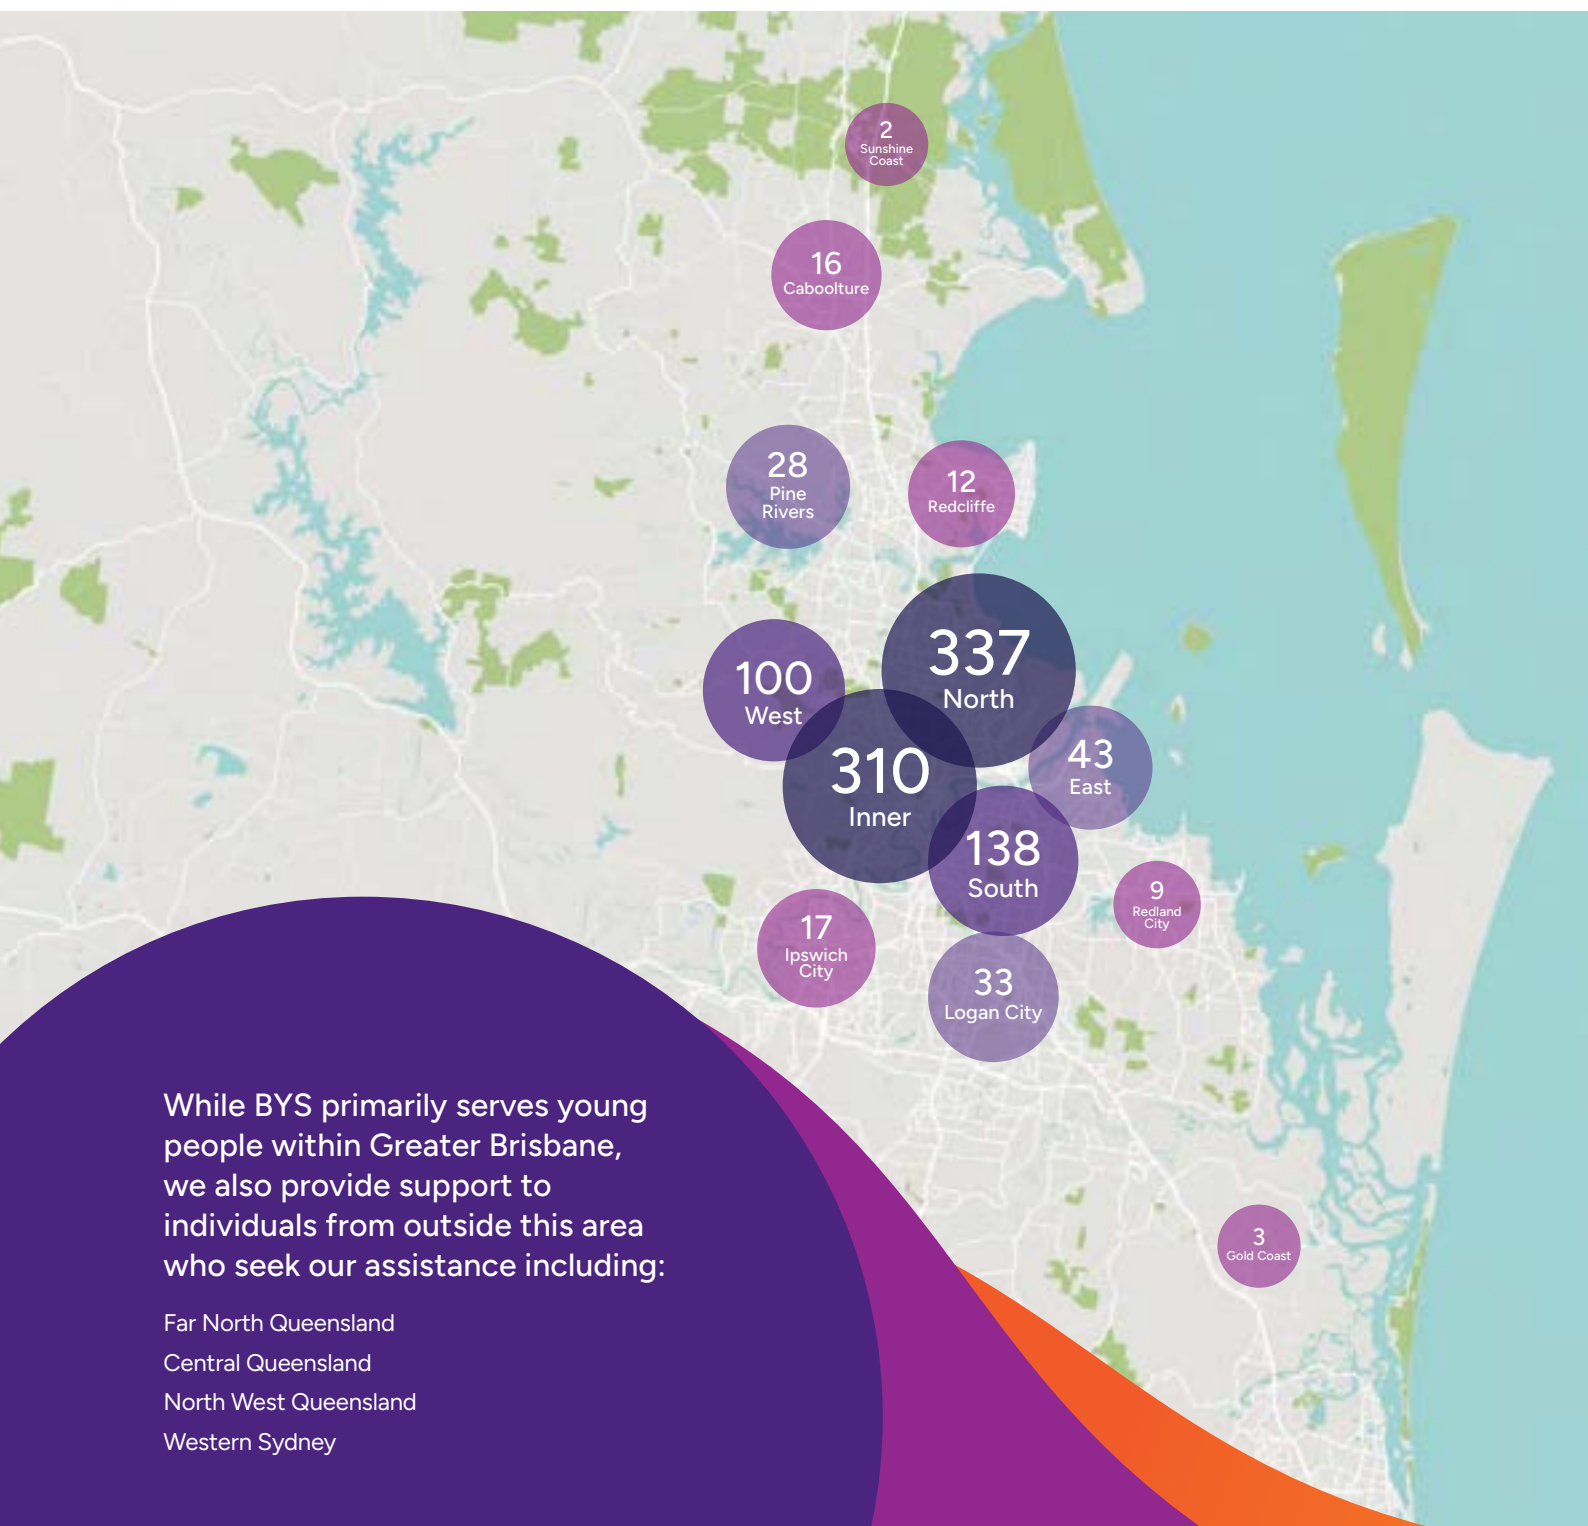 2
Sunshine
Coast
16
Caboolture
28
Pine
Rivers
12
Redcliffe
337
North
100
West
310
Inner
43
East
138
South
9
Redland
City
17
Ipswich
City
33
Logan City
3
Gold Coast
While BYS primarily serves young
people within Greater Brisbane,
we also provide support to
individuals from outside this area
who seek our assistance including:
Far North Queensland
Central Queensland
North West Queensland
Western Sydney